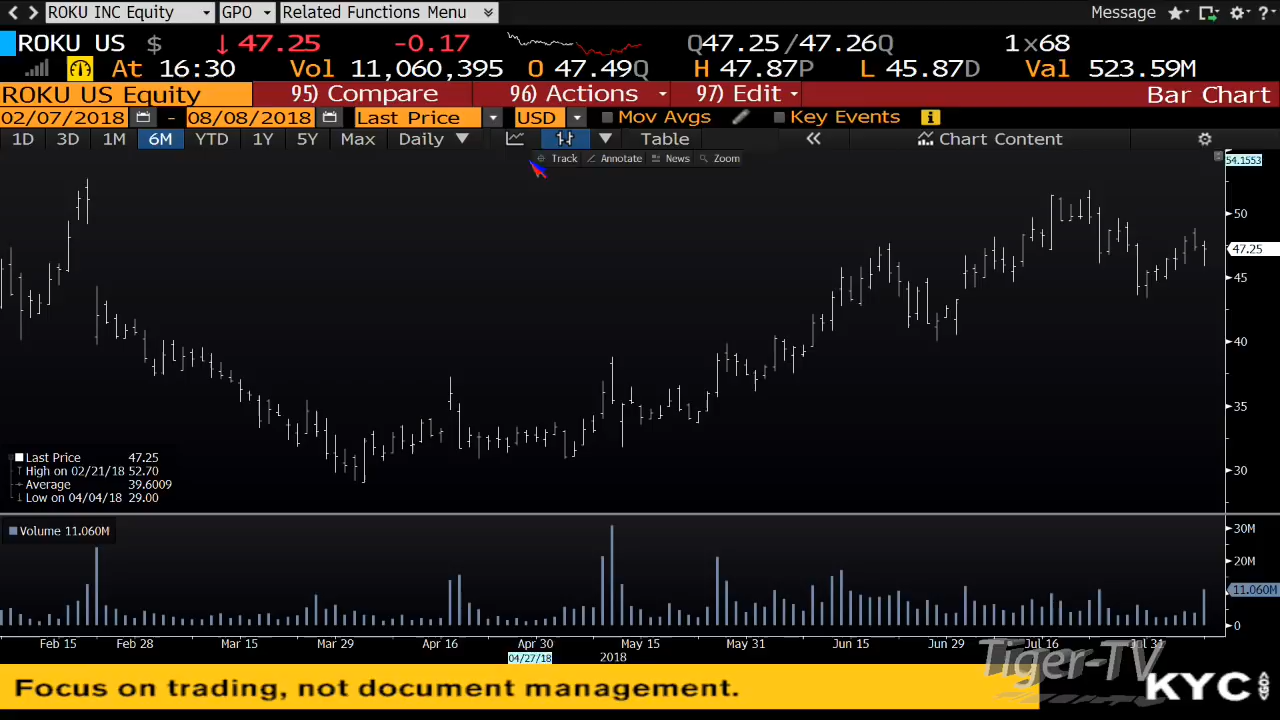 ROKU INC Equity GPO Related Functions Menu Message
ROKU US $ ↓47.25 -0.17 Q47.25/47.26Q 1×68
At 16:30 Vol 11,060,395 O 47.49Q H 47.87P L 45.87D Val 523.59M
ROKU US Equity 95) Compare 96) Actions 97) Edit Bar Chart
02/07/2018 - 08/08/2018 Last Price USD Mov Avgs Key Events
1D 3D 1M 6M YTD 1Y 5Y Max Daily Table « Chart Content
Track Annotate News Zoom
54.1553
50
47.25
45
40
35
30
Last Price 47.25
High on 02/21/18 52.70
Average 39.6009
Low on 04/04/18 29.00
Volume 11.060M
30M
20M
11.060M
0
Feb 15 Feb 28 Mar 15 Mar 29 Apr 16 Apr 30 May 15 May 31 Jun 15 Jun 29 Jul 16 Jul 31
04/27/18 2018
Tiger-TV
Focus on trading, not document management.
KYC